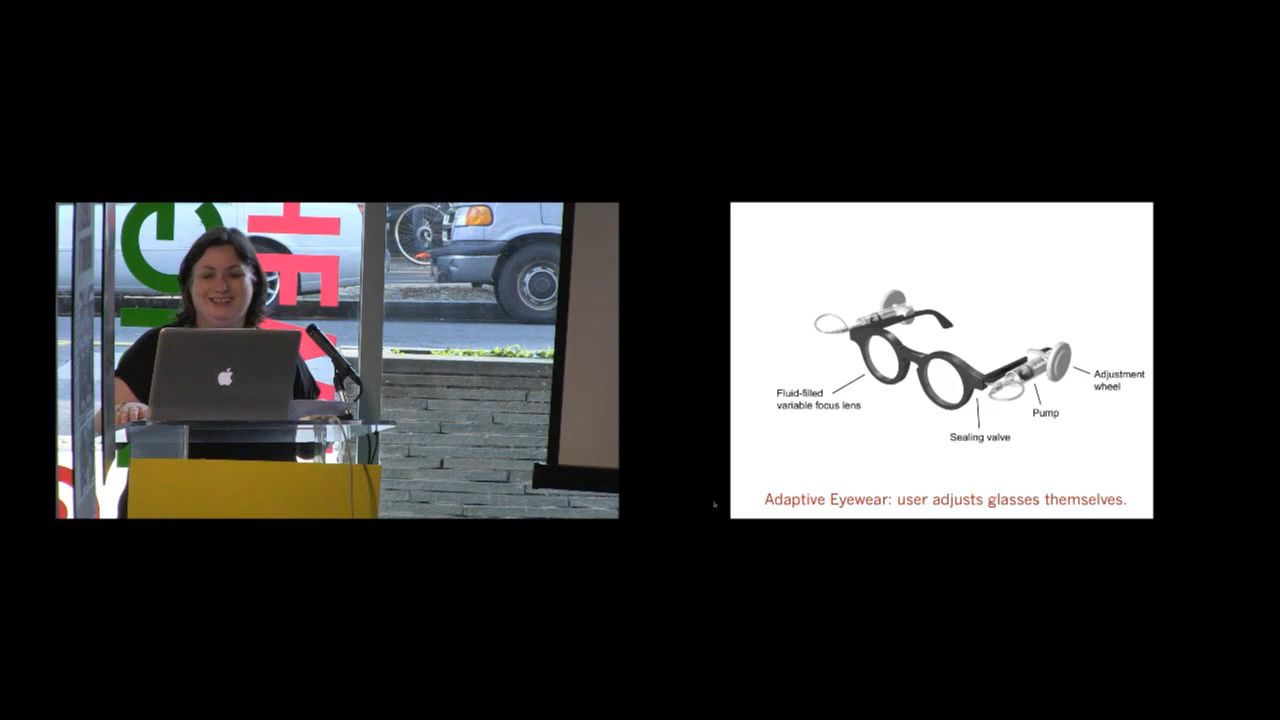 Fluid-filled
variable focus lens
Adjustment
wheel
Pump
Sealing valve
Adaptive Eyewear: user adjusts glasses themselves.